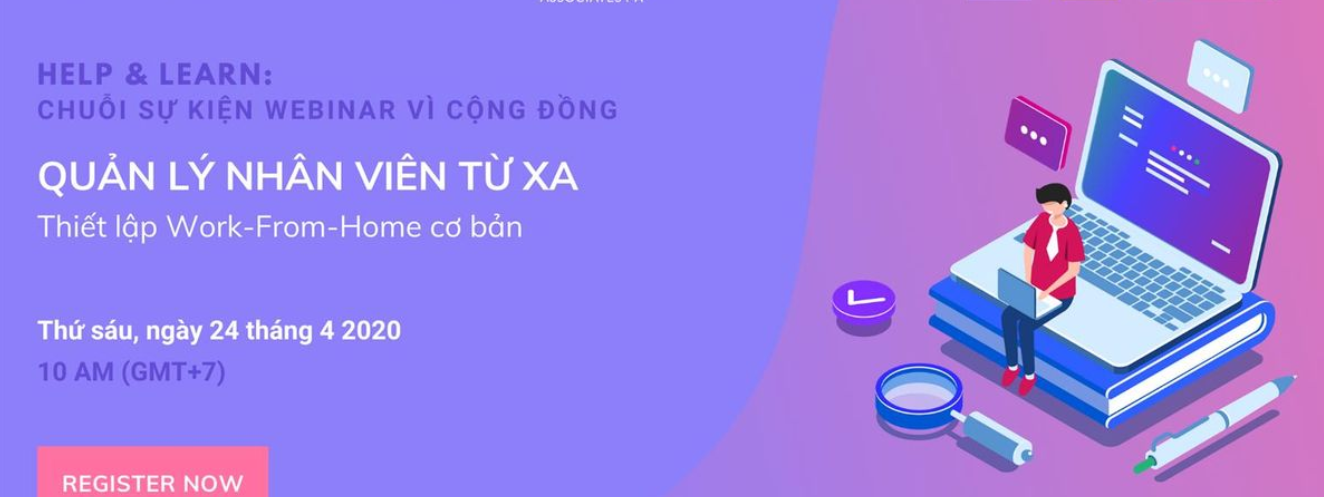 HELP & LEARN:
CHUỖI SỰ KIỆN WEBINAR VÌ CỘNG ĐỒNG
QUẢN LÝ NHÂN VIÊN TỪ XA
Thiết lập Work-From-Home cơ bản
Thứ sáu, ngày 24 tháng 4 2020
10 AM (GMT+7)
REGISTER NOW